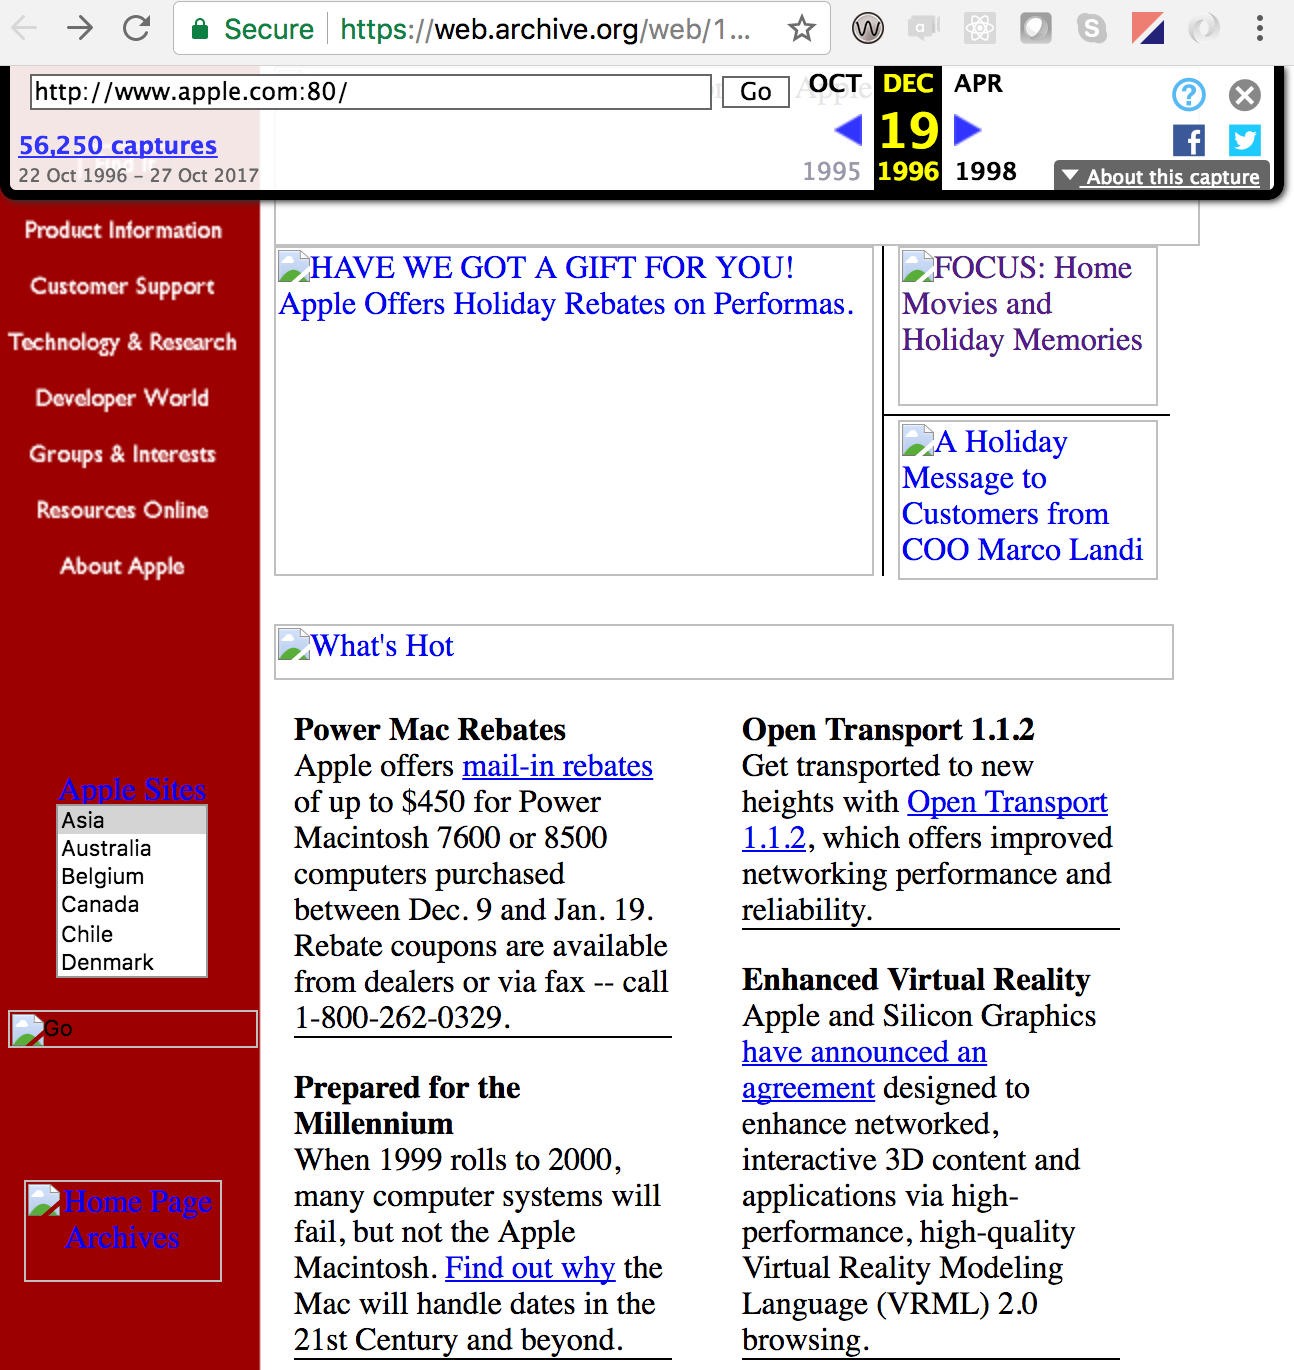 Secure https://web.archive.org/web/1...
http://www.apple.com:80/
Go
OCT DEC APR
56,250 captures
19
22 Oct 1996 – 27 Oct 2017
1995 1996 1998
About this capture
Product Information
Customer Support
Technology & Research
Developer World
Groups & Interests
Resources Online
About Apple
Apple Sites
Asia
Australia
Belgium
Canada
Chile
Denmark
Go
Home Page
Archives
HAVE WE GOT A GIFT FOR YOU!
Apple Offers Holiday Rebates on Performas.
FOCUS: Home
Movies and
Holiday Memories
A Holiday
Message to
Customers from
COO Marco Landi
What's Hot
Power Mac Rebates
Apple offers mail-in rebates
of up to $450 for Power
Macintosh 7600 or 8500
computers purchased
between Dec. 9 and Jan. 19.
Rebate coupons are available
from dealers or via fax -- call
1-800-262-0329.
Prepared for the
Millennium
When 1999 rolls to 2000,
many computer systems will
fail, but not the Apple
Macintosh. Find out why the
Mac will handle dates in the
21st Century and beyond.
Open Transport 1.1.2
Get transported to new
heights with Open Transport
1.1.2, which offers improved
networking performance and
reliability.
Enhanced Virtual Reality
Apple and Silicon Graphics
have announced an
agreement designed to
enhance networked,
interactive 3D content and
applications via high-
performance, high-quality
Virtual Reality Modeling
Language (VRML) 2.0
browsing.